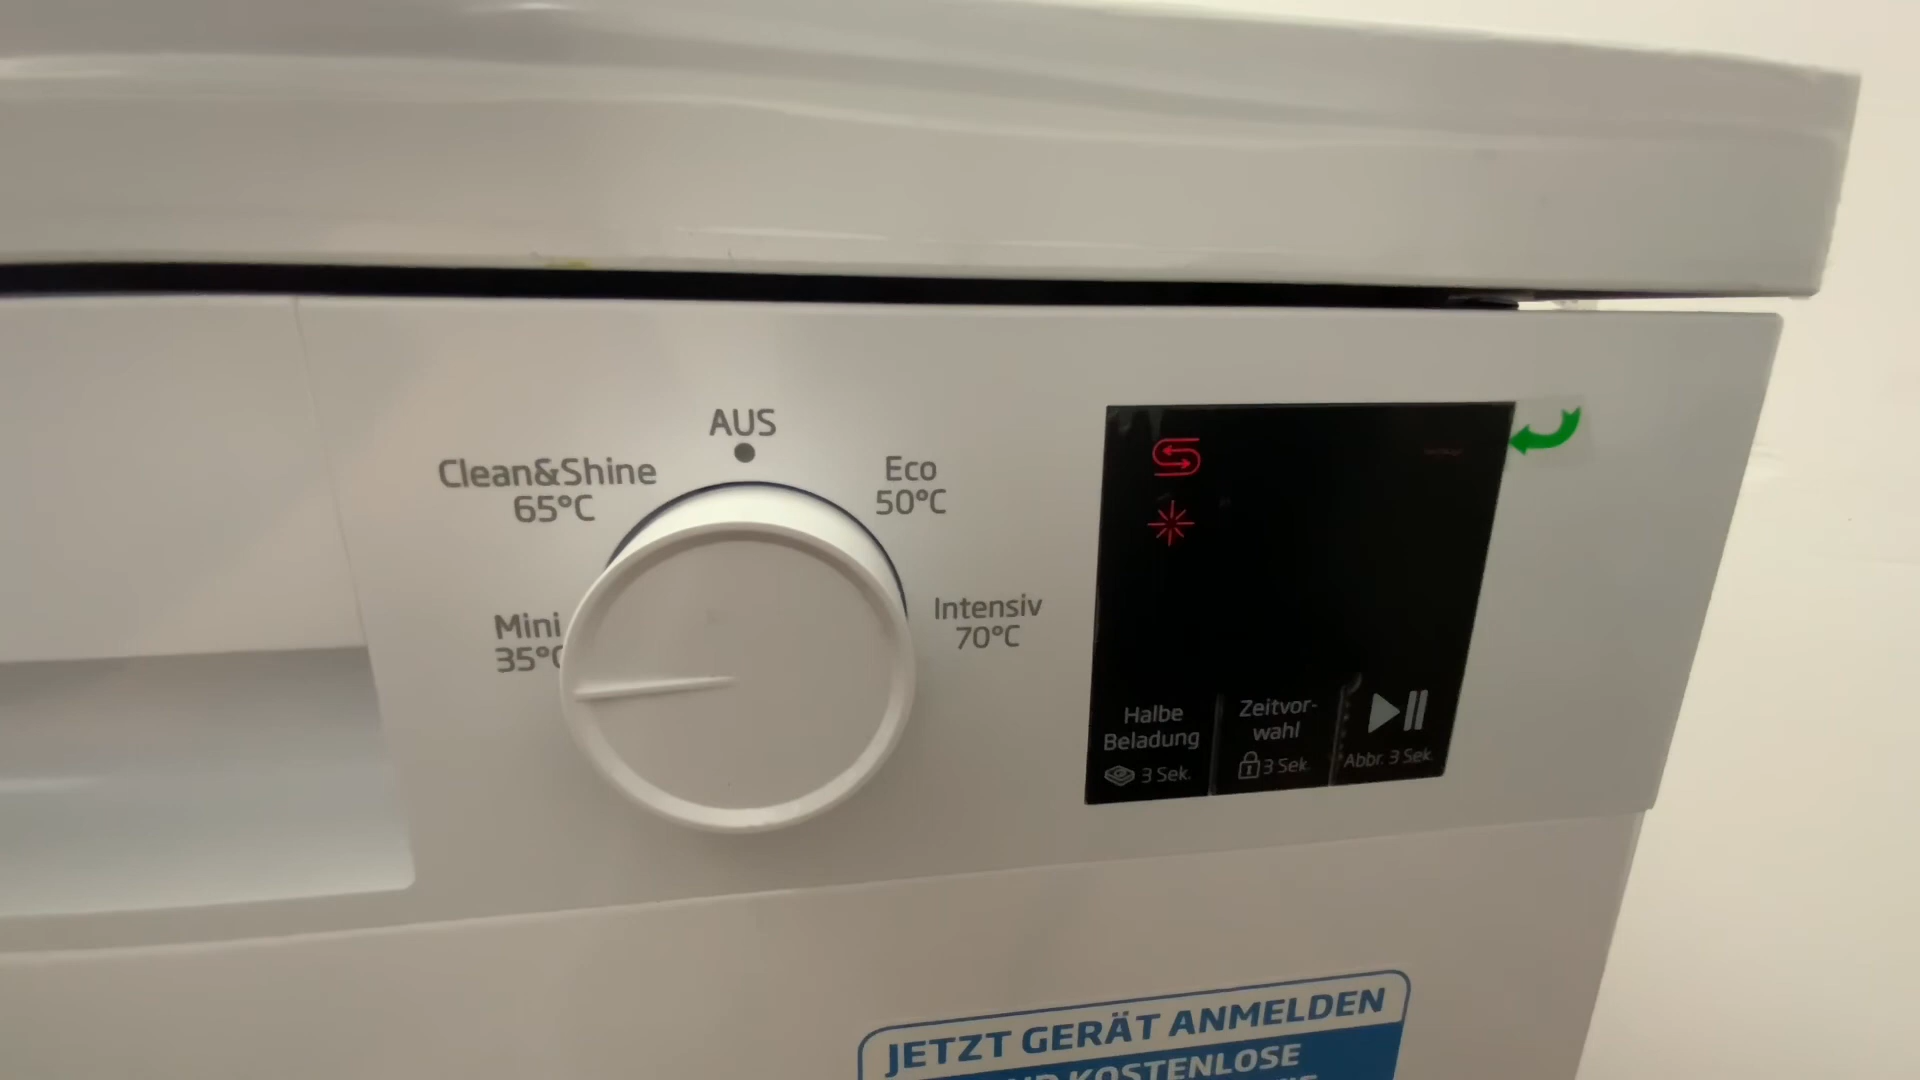 AUS
Clean&Shine
65°C
Eco
50°C
Mini
35°C
Intensiv
70°C
Halbe
Beladung
3 Sek.
Zeitvor-
wahl
3 Sek.
Abbr. 3 Sek.
JETZT GERÄT ANMELDEN
KOSTENLOSE